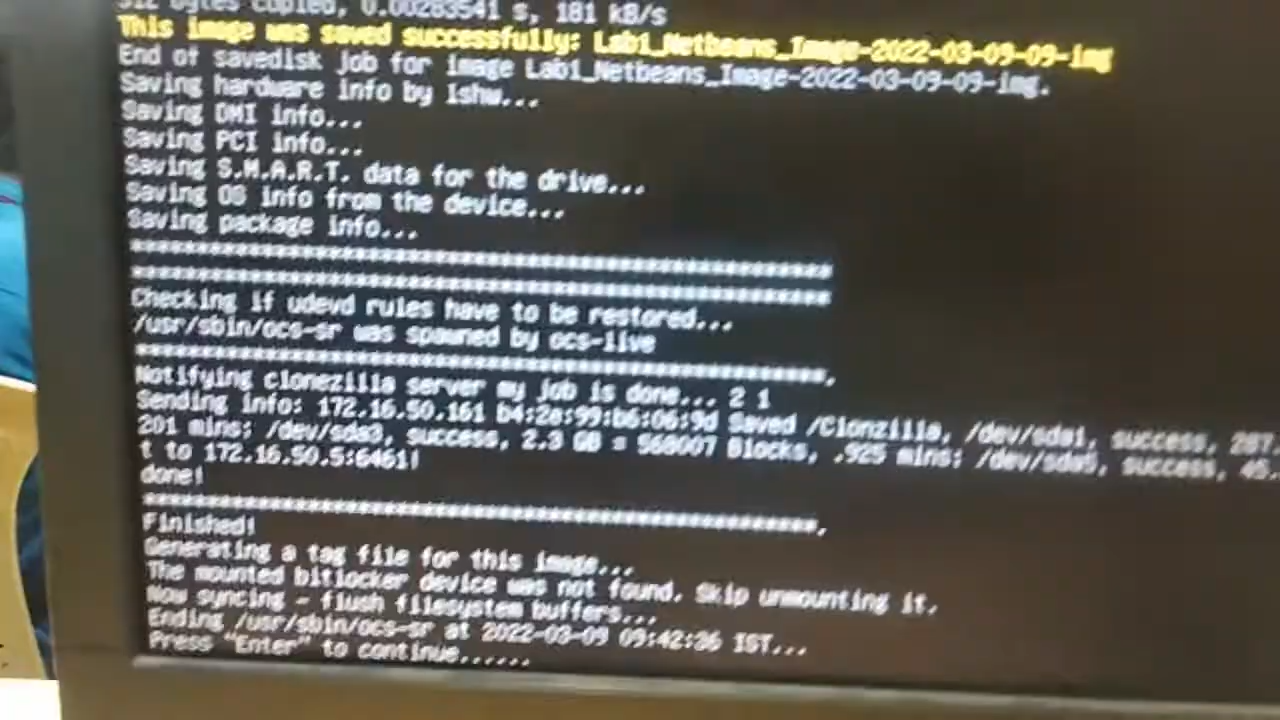 512 bytes copied, 0.00283541 s, 181 kB/s
This image was saved successfully: Lab1_Netbeans_Image-2022-03-09-09-img
End of savedisk job for image Lab1_Netbeans_Image-2022-03-09-09-img.
Saving hardware info by lshw...
Saving DMI info...
Saving PCI info...
Saving S.M.A.R.T. data for the drive...
Saving OS info from the device...
Saving package info...
Checking if udevd rules have to be restored...
/usr/sbin/ocs-sr was spawned by ocs-live
Notifying clonezilla server my job is done... 2 1
Sending info: 172.16.50.161 b4:2e:99:b6:06:9d Saved /Clonzilla, /dev/sda1, success, 287.
201 mins; /dev/sda3, success, 2.3 GB = 568007 Blocks, .925 mins; /dev/sda5, success, 45.
t to 172.16.50.5:6461!
done!
Finished!
Generating a tag file for this image...
The mounted bitlocker device was not found. Skip unmounting it.
Now syncing - flush filesystem buffers...
Ending /usr/sbin/ocs-sr at 2022-03-09 09:42:36 IST...
Press "Enter" to continue......